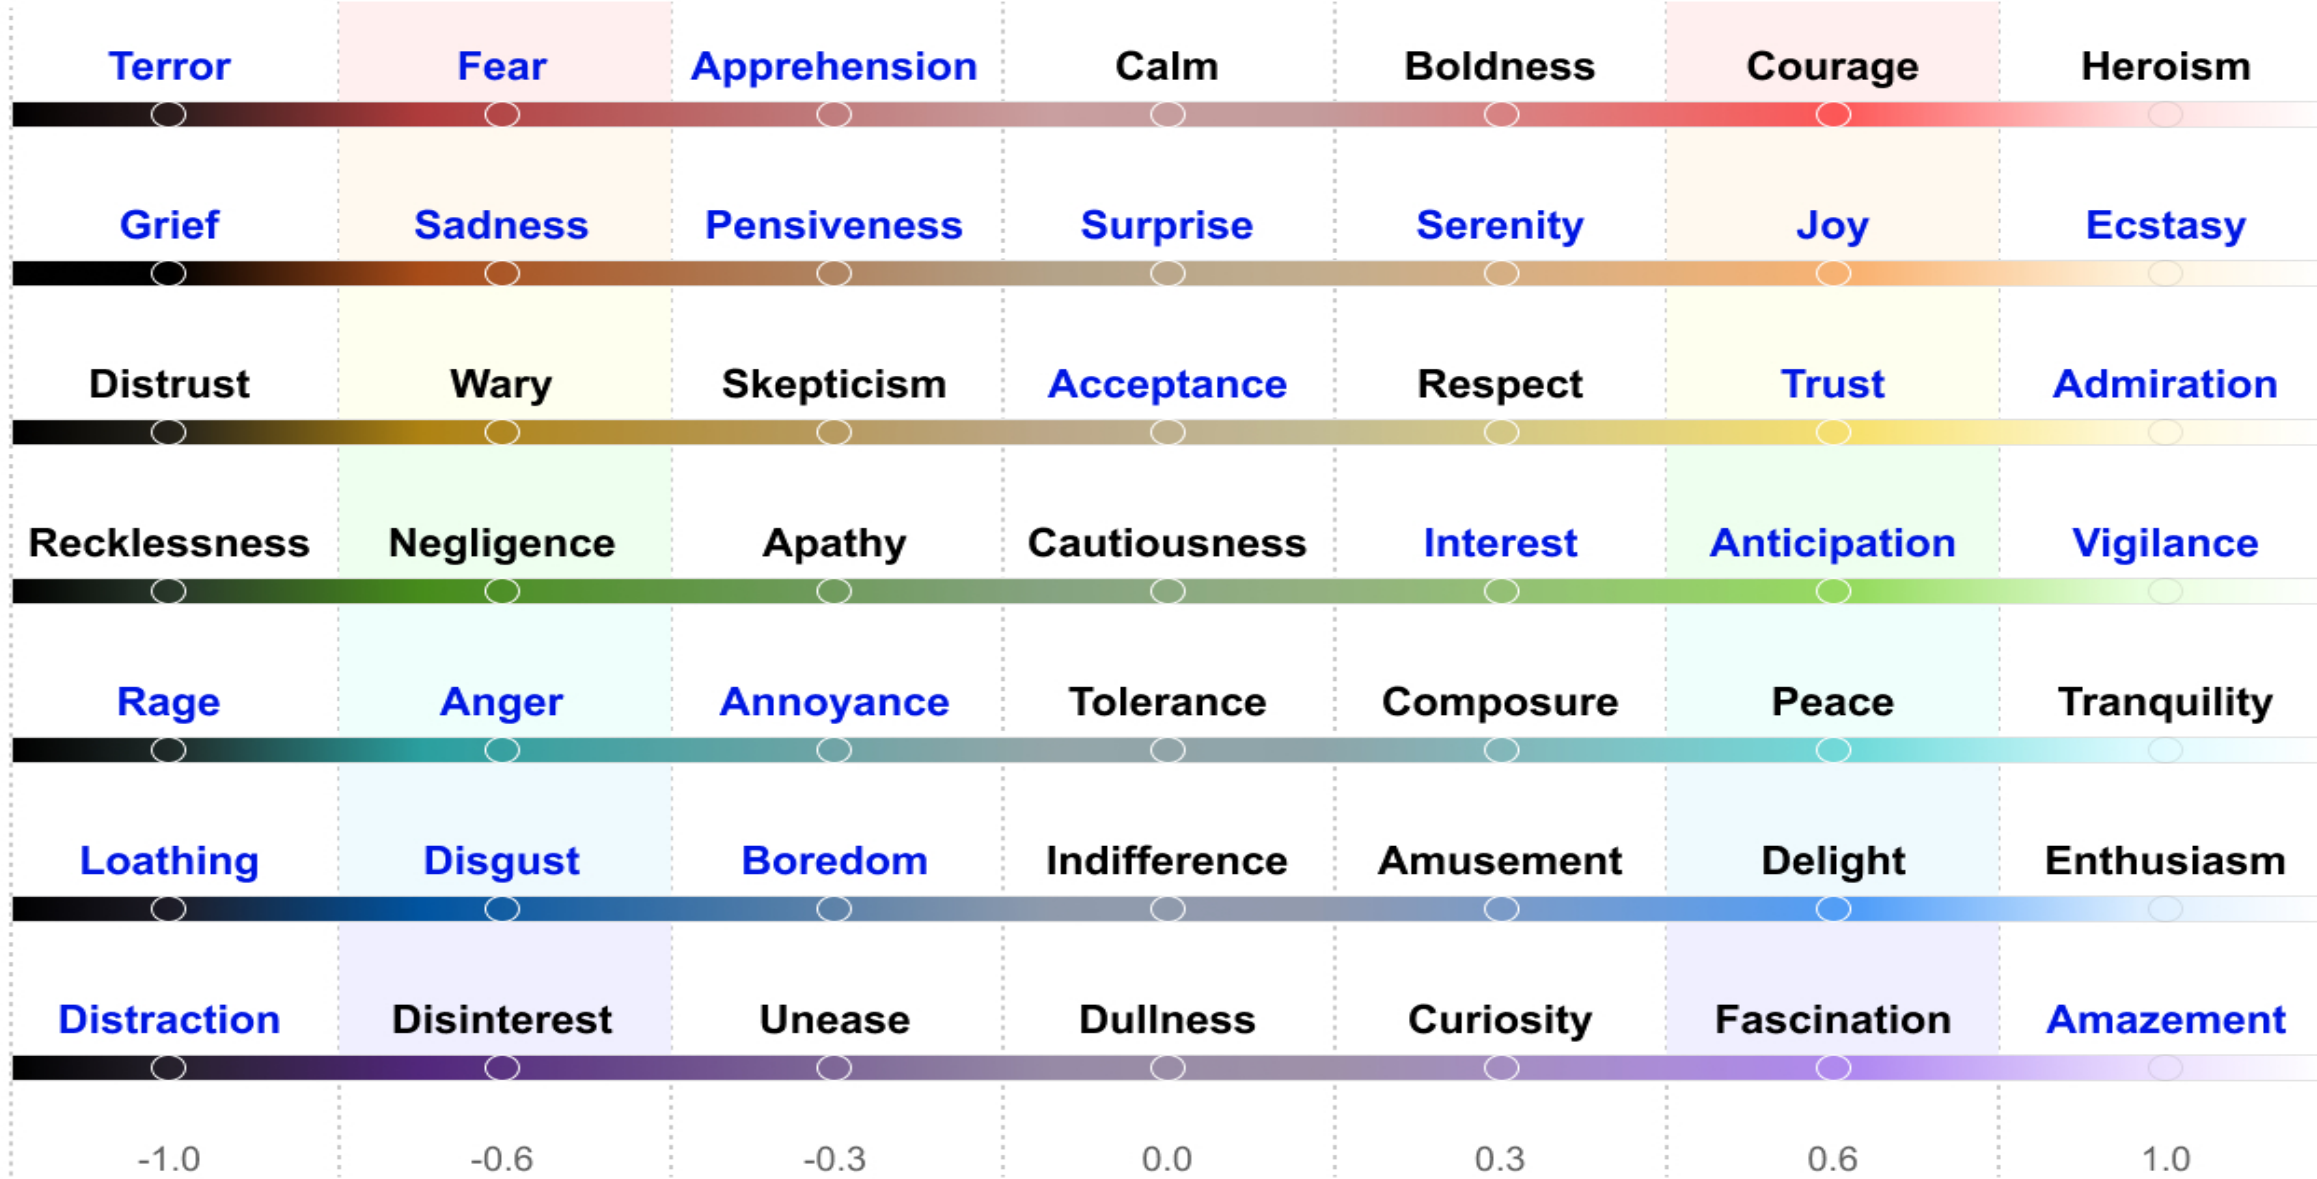 Terror Fear Apprehension Calm Boldness Courage Heroism
Grief Sadness Pensiveness Surprise Serenity Joy Ecstasy
Distrust Wary Skepticism Acceptance Respect Trust Admiration
Recklessness Negligence Apathy Cautiousness Interest Anticipation Vigilance
Rage Anger Annoyance Tolerance Composure Peace Tranquility
Loathing Disgust Boredom Indifference Amusement Delight Enthusiasm
Distraction Disinterest Unease Dullness Curiosity Fascination Amazement
-1.0 -0.6 -0.3 0.0 0.3 0.6 1.0